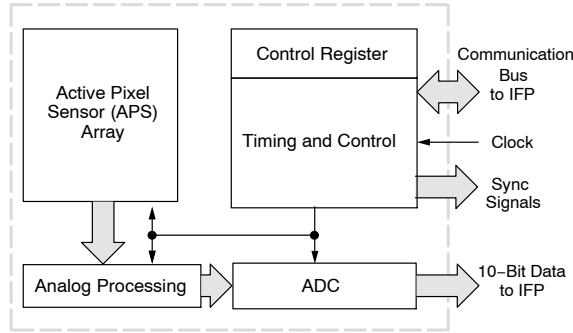 Active Pixel
Sensor (APS)
Array
Control Register
Timing and Control
Communication
Bus
to IFP
Clock
Sync
Signals
Analog Processing
ADC
10−Bit Data
to IFP